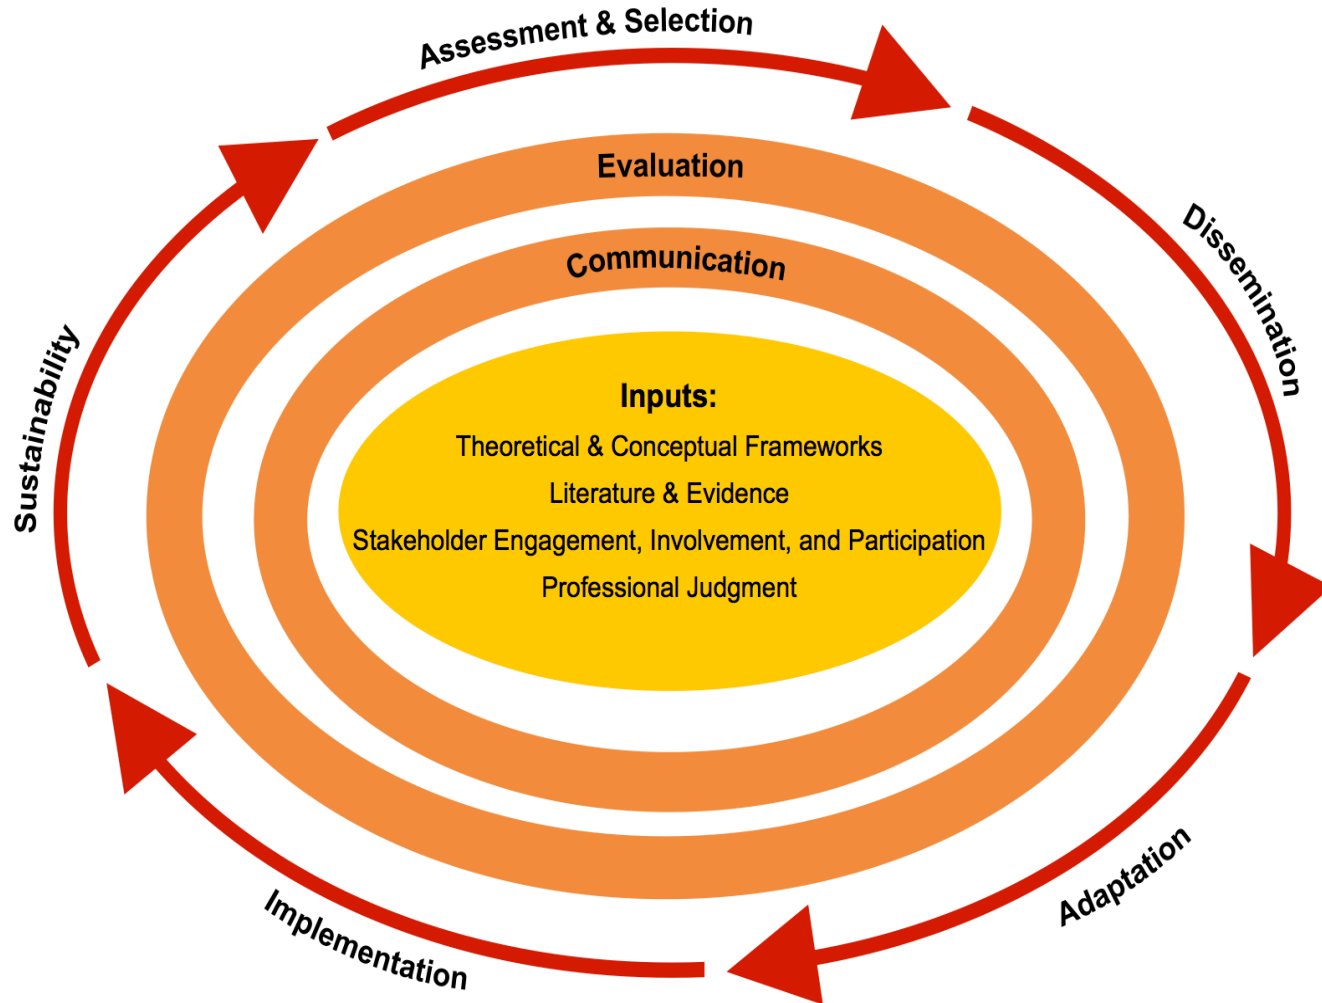 Assessment & Selection
Dissemination
Adaptation
Implementation
Sustainability
Evaluation
Communication
Inputs:
Theoretical & Conceptual Frameworks
Literature & Evidence
Stakeholder Engagement, Involvement, and Participation
Professional Judgment